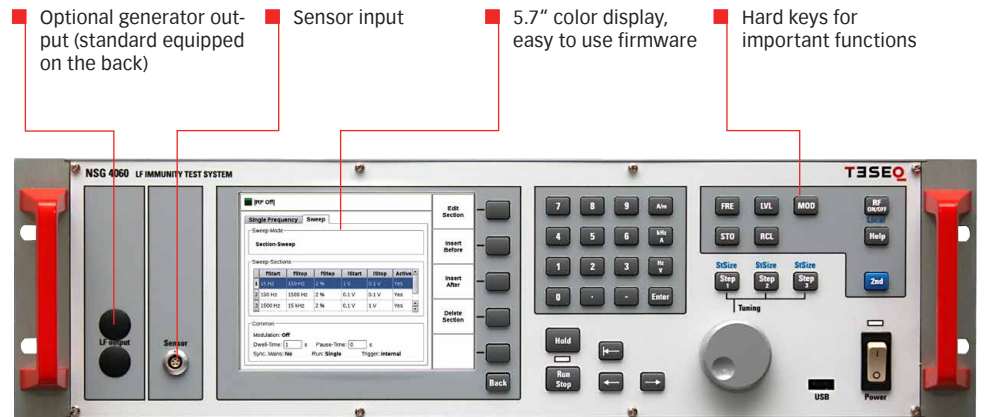 Optional generator out-
put (standard equipped
on the back)
Sensor input
5.7“ color display,
easy to use firmware
Hard keys for
important functions
NSG 4060 LF IMMUNITY TEST SYSTEM
TESEQ
LF output
Sensor
[RF Off]
Single Frequency Sweep
Sweep-Mode
Section-Sweep
Sweep-Sections
fStart fStop fStep lStart lStop Active
1 15 Hz 150 Hz 2 % 1 V 0.1 V Yes
2 150 Hz 1500 Hz 2 % 0.1 V 0.1 V Yes
3 1500 Hz 15 kHz 2 % 0.1 V 1 V Yes
Common
Modulation: Off
Dwell-Time: 1 s Pause-Time: 0 s
Sync. Mains: No Run: Single Trigger: Internal
Edit
Section
Insert
Before
Insert
After
Delete
Section
Back
7 8 9 A/m
4 5 6 kHz A
1 2 3 Hz V
0 . - Enter
Hold
Run
Stop
FRE LVL MOD
STO RCL
RF
ON/OFF
Local
Help
2nd
StSize StSize StSize
Step 1 Step 2 Step 3
Tuning
USB
Power